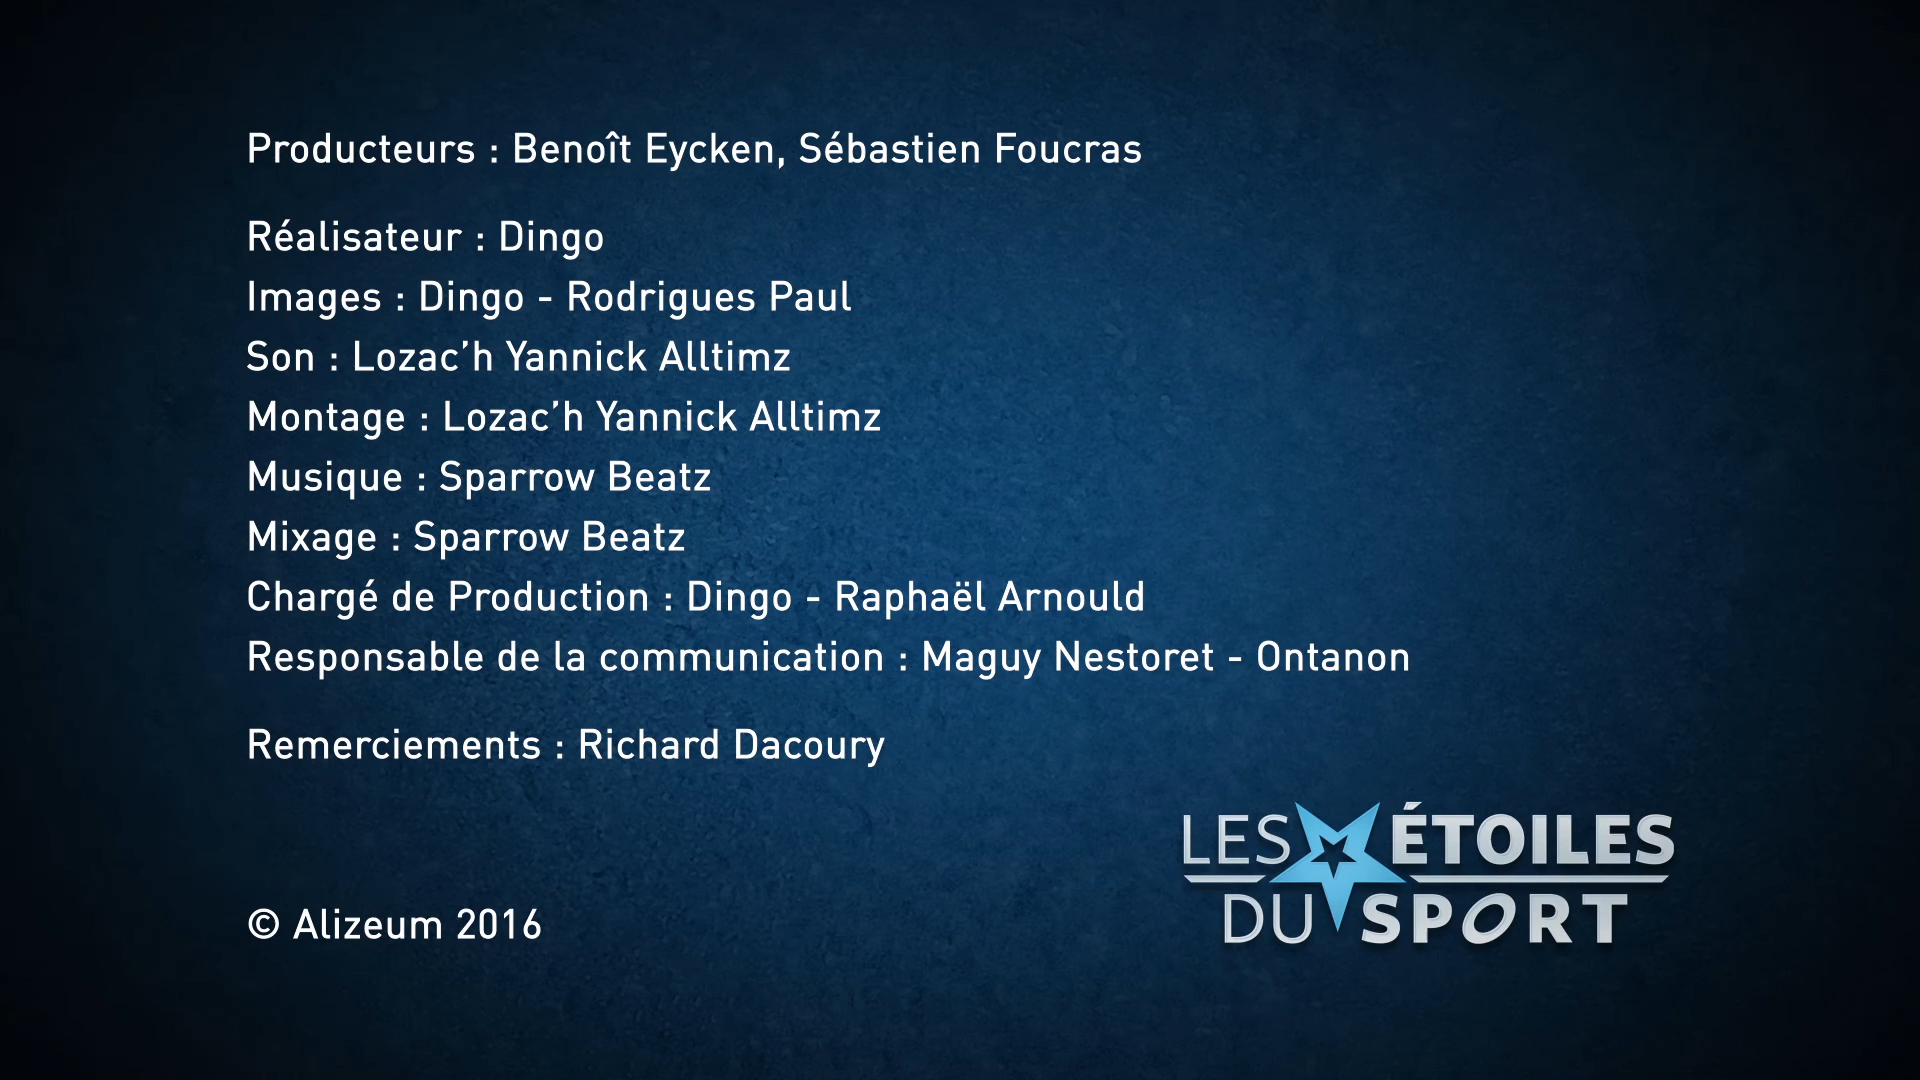 Producteurs : Benoît Eycken, Sébastien Foucras
Réalisateur : Dingo
Images : Dingo - Rodrigues Paul
Son : Lozac’h Yannick Alltimz
Montage : Lozac’h Yannick Alltimz
Musique : Sparrow Beatz
Mixage : Sparrow Beatz
Chargé de Production : Dingo - Raphaël Arnould
Responsable de la communication : Maguy Nestoret - Ontanon
Remerciements : Richard Dacoury
LES ÉTOILES
DU SPORT
© Alizeum 2016